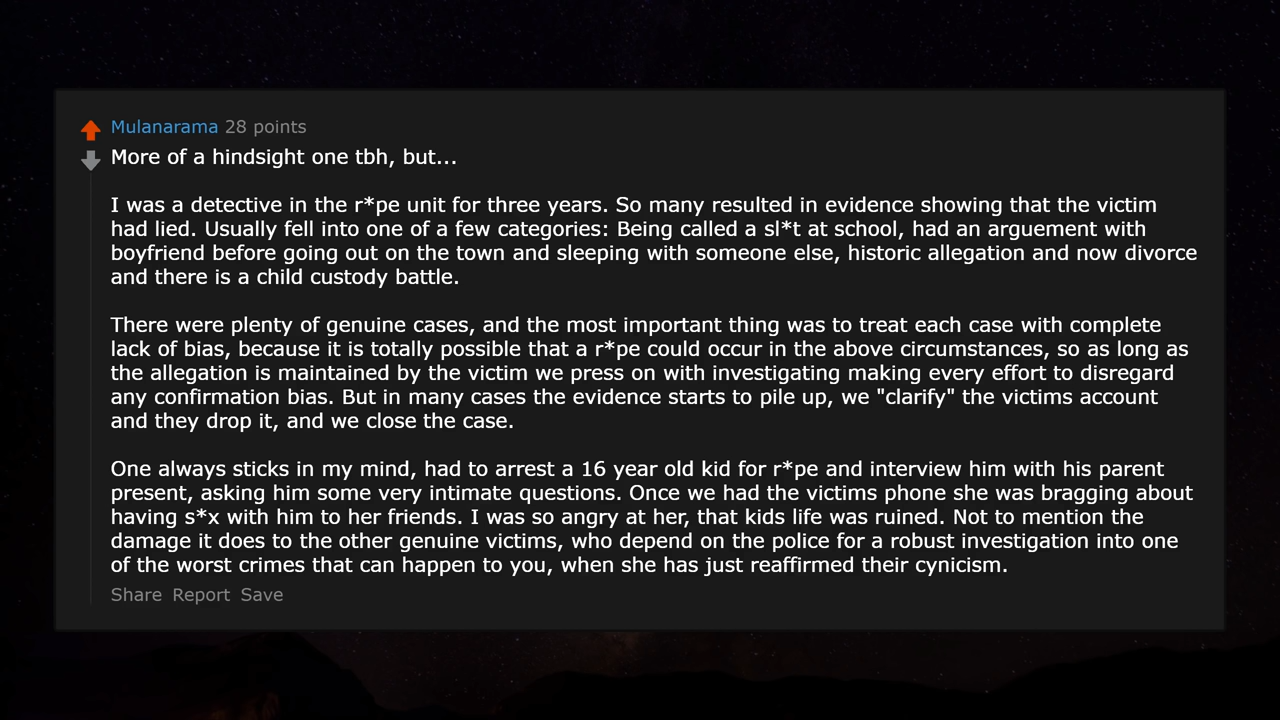 Mulanarama 28 points
More of a hindsight one tbh, but...
I was a detective in the r*pe unit for three years. So many resulted in evidence showing that the victim
had lied. Usually fell into one of a few categories: Being called a sl*t at school, had an arguement with
boyfriend before going out on the town and sleeping with someone else, historic allegation and now divorce
and there is a child custody battle.
There were plenty of genuine cases, and the most important thing was to treat each case with complete
lack of bias, because it is totally possible that a r*pe could occur in the above circumstances, so as long as
the allegation is maintained by the victim we press on with investigating making every effort to disregard
any confirmation bias. But in many cases the evidence starts to pile up, we "clarify" the victims account
and they drop it, and we close the case.
One always sticks in my mind, had to arrest a 16 year old kid for r*pe and interview him with his parent
present, asking him some very intimate questions. Once we had the victims phone she was bragging about
having s*x with him to her friends. I was so angry at her, that kids life was ruined. Not to mention the
damage it does to the other genuine victims, who depend on the police for a robust investigation into one
of the worst crimes that can happen to you, when she has just reaffirmed their cynicism.
Share Report Save